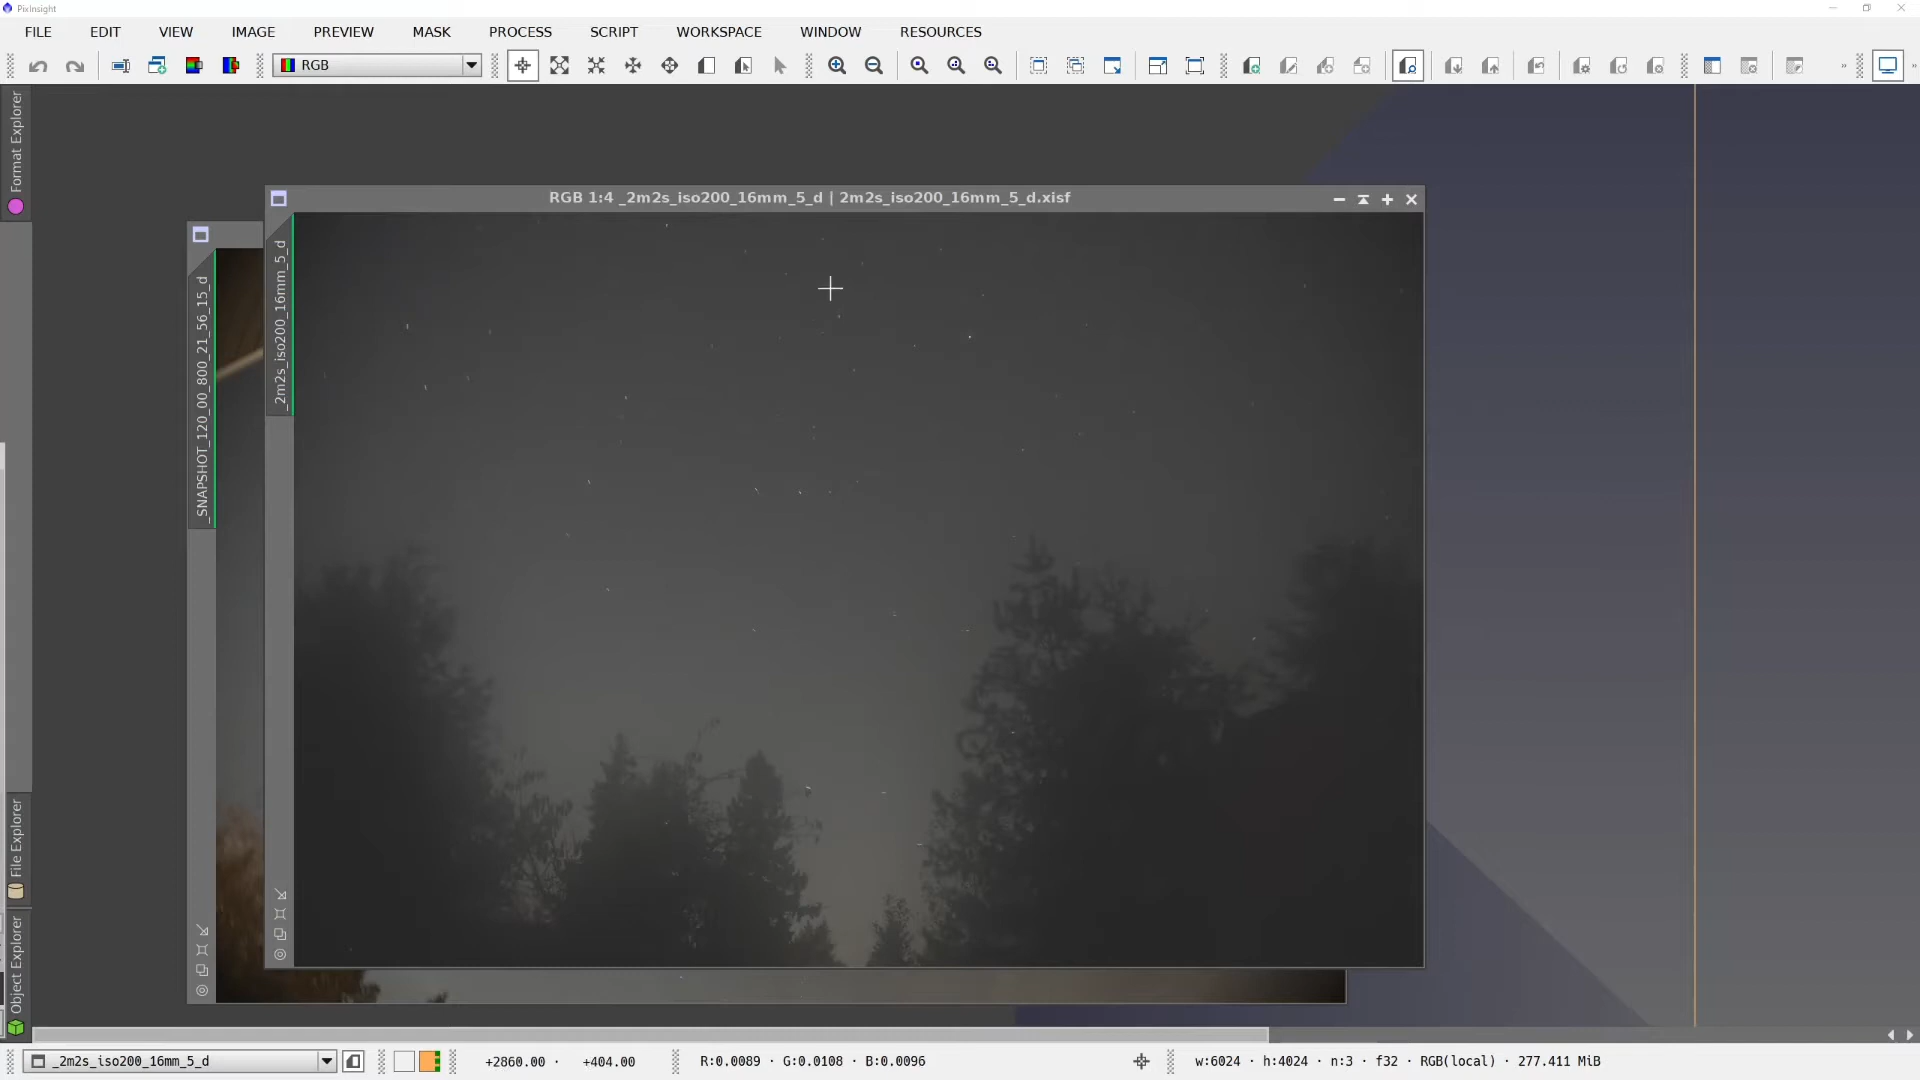 PixInsight
FILE EDIT VIEW IMAGE PREVIEW MASK PROCESS SCRIPT WORKSPACE WINDOW RESOURCES
RGB
Format Explorer
RGB 1:4 _2m2s_iso200_16mm_5_d | 2m2s_iso200_16mm_5_d.xisf
_2m2s_iso200_16mm_5_d
_SNAPSHOT_120_00_800_21_56_15_d
File Explorer
Object Explorer
_2m2s_iso200_16mm_5_d +2860.00 · +404.00 R:0.0089 · G:0.0108 · B:0.0096 w:6024 · h:4024 · n:3 · f32 · RGB(local) · 277.411 MiB